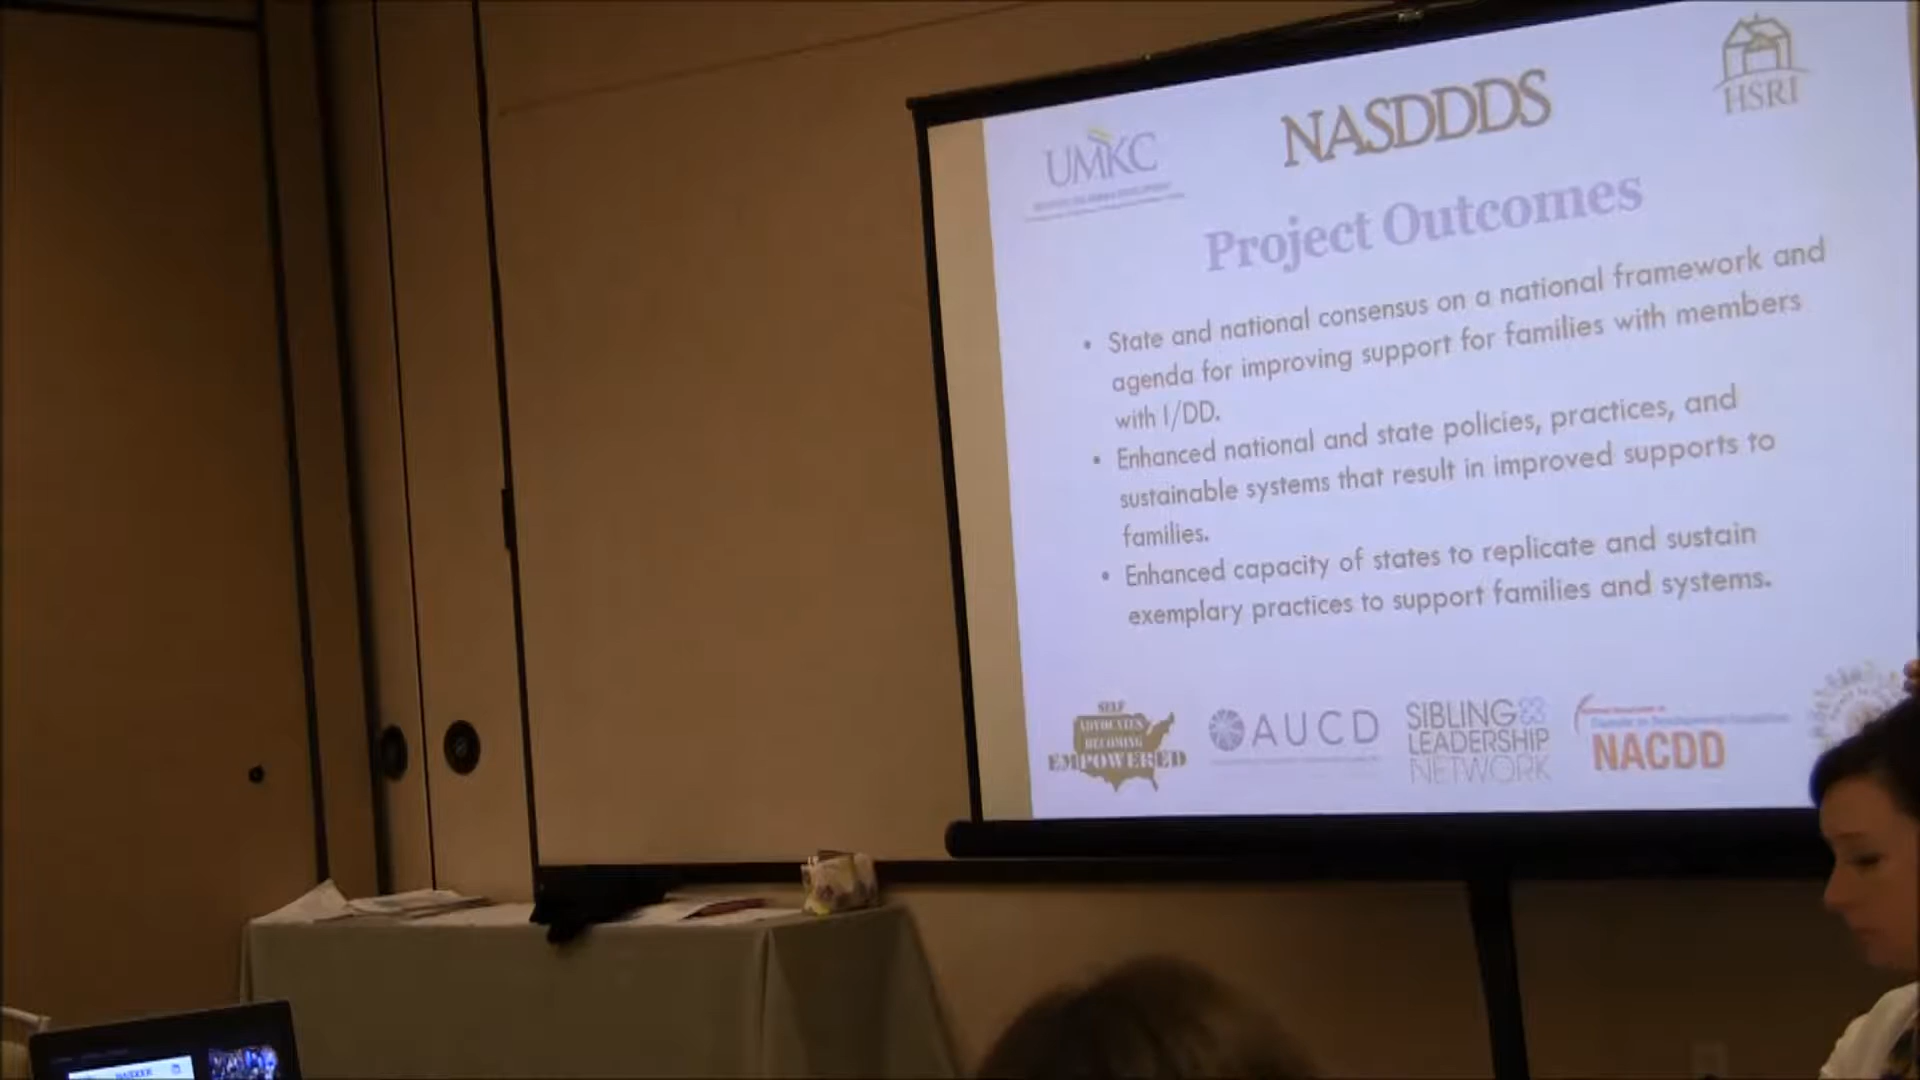 UMKC
NASDDDS
HSRI
Project Outcomes
• State and national consensus on a national framework and
agenda for improving support for families with members
with I/DD.
• Enhanced national and state policies, practices, and
sustainable systems that result in improved supports to
families.
• Enhanced capacity of states to replicate and sustain
exemplary practices to support families and systems.
SELF
ADVOCATES
BECOMING
EMPOWERED
AUCD
SIBLING
LEADERSHIP
NETWORK
NACDD